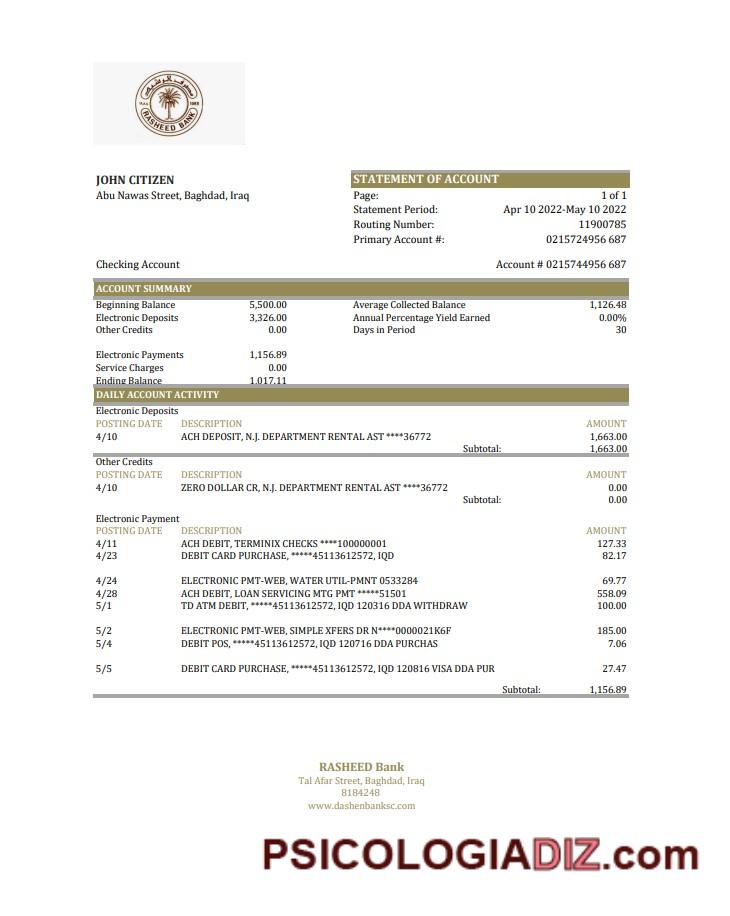 RASHEED BANK
JOHN CITIZEN
Abu Nawas Street, Baghdad, Iraq
STATEMENT OF ACCOUNT
Page: 1 of 1
Statement Period: Apr 10 2022-May 10 2022
Routing Number: 11900785
Primary Account #: 0215724956 687
Checking Account Account # 0215744956 687
ACCOUNT SUMMARY
Beginning Balance 5,500.00 Average Collected Balance 1,126.48
Electronic Deposits 3,326.00 Annual Percentage Yield Earned 0.00%
Other Credits 0.00 Days in Period 30
Electronic Payments 1,156.89
Service Charges 0.00
Ending Balance 1,017.11
DAILY ACCOUNT ACTIVITY
Electronic Deposits
POSTING DATE DESCRIPTION AMOUNT
4/10 ACH DEPOSIT, N.J. DEPARTMENT RENTAL AST ****36772 1,663.00
Subtotal: 1,663.00
Other Credits
POSTING DATE DESCRIPTION AMOUNT
4/10 ZERO DOLLAR CR, N.J. DEPARTMENT RENTAL AST ****36772 0.00
Subtotal: 0.00
Electronic Payment
POSTING DATE DESCRIPTION AMOUNT
4/11 ACH DEBIT, TERMINIX CHECKS ****100000001 127.33
4/23 DEBIT CARD PURCHASE, *****45113612572, IQD 82.17
4/24 ELECTRONIC PMT-WEB, WATER UTIL-PMNT 0533284 69.77
4/28 ACH DEBIT, LOAN SERVICING MTG PMT *****51501 558.09
5/1 TD ATM DEBIT, *****45113612572, IQD 120316 DDA WITHDRAW 100.00
5/2 ELECTRONIC PMT-WEB, SIMPLE XFERS DR N****0000021K6F 185.00
5/4 DEBIT POS, *****45113612572, IQD 120716 DDA PURCHAS 7.06
5/5 DEBIT CARD PURCHASE, *****45113612572, IQD 120816 VISA DDA PUR 27.47
Subtotal: 1,156.89
RASHEED Bank
Tal Afar Street, Baghdad, Iraq
8184248
www.dashenbanksc.com
PSICOLOGIADIZ.com